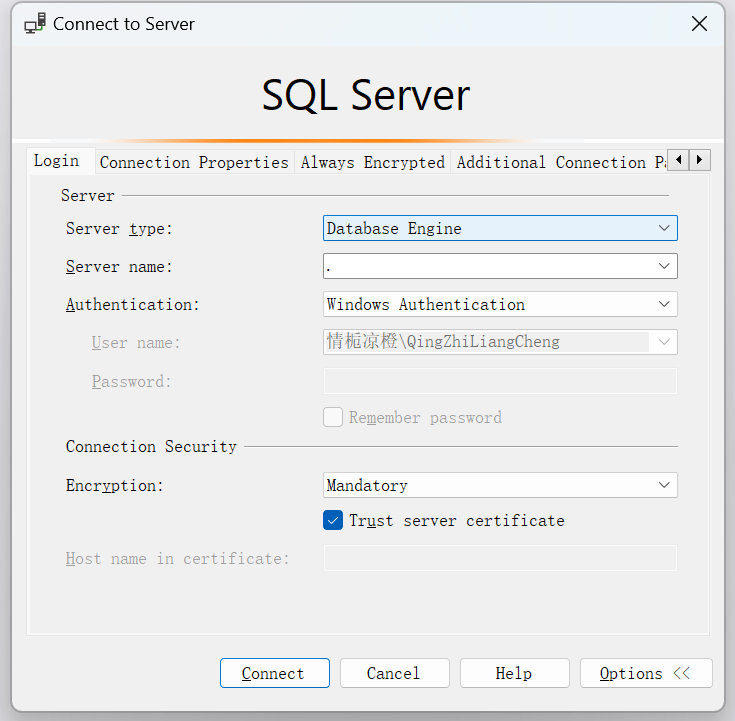 Connect to Server
SQL Server
Login Connection Properties Always Encrypted Additional Connection Pa
Server
Server type: Database Engine
Server name: .
Authentication: Windows Authentication
User name: 情栀凉橙\QingZhiLiangCheng
Password:
Remember password
Connection Security
Encryption: Mandatory
Trust server certificate
Host name in certificate:
Connect Cancel Help Options <<